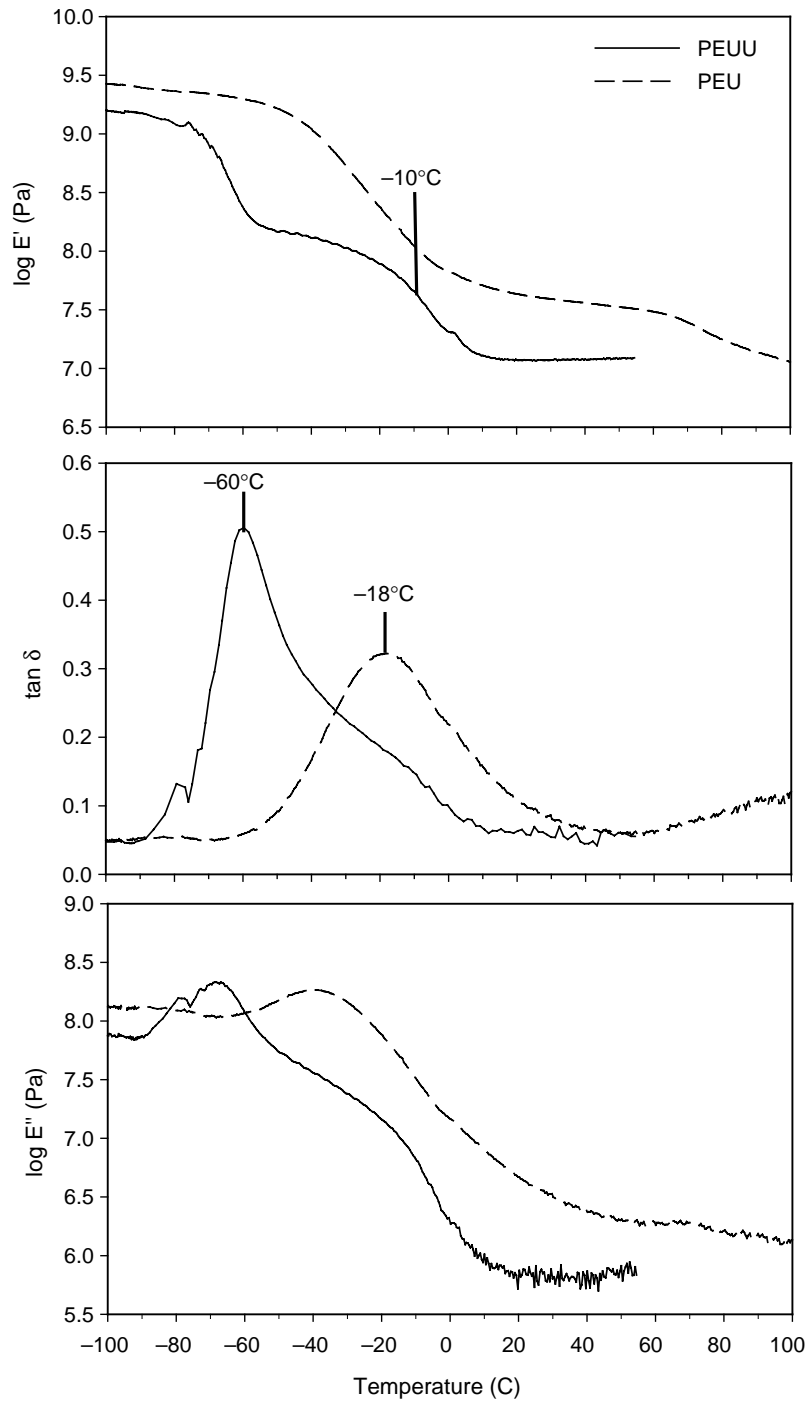 10.0
9.5
9.0
8.5
8.0
7.5
7.0
6.5
log E' (Pa)
PEUU
PEU
–10°C
0.6
0.5
0.4
0.3
0.2
0.1
0.0
tan δ
–60°C
–18°C
9.0
8.5
8.0
7.5
7.0
6.5
6.0
5.5
log E" (Pa)
–100 –80 –60 –40 –20 0 20 40 60 80 100
Temperature (C)